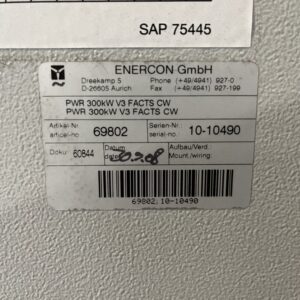 SAP 75445
ENERCON GmbH
Dreekamp 5 Phone (+49/4941) 927-0
D-26605 Aurich Fax (+49/4941) 927-199
PWR 300kW V3 FACTS CW
PWR 300kW V3 FACTS CW
Artikel-Nr. 69802 Serien-Nr. 10-10490
articel-no. serial-no.
Doku: 60844 Datum Aufbau/Verd.
date Mount./wiring:
69802.10-10490